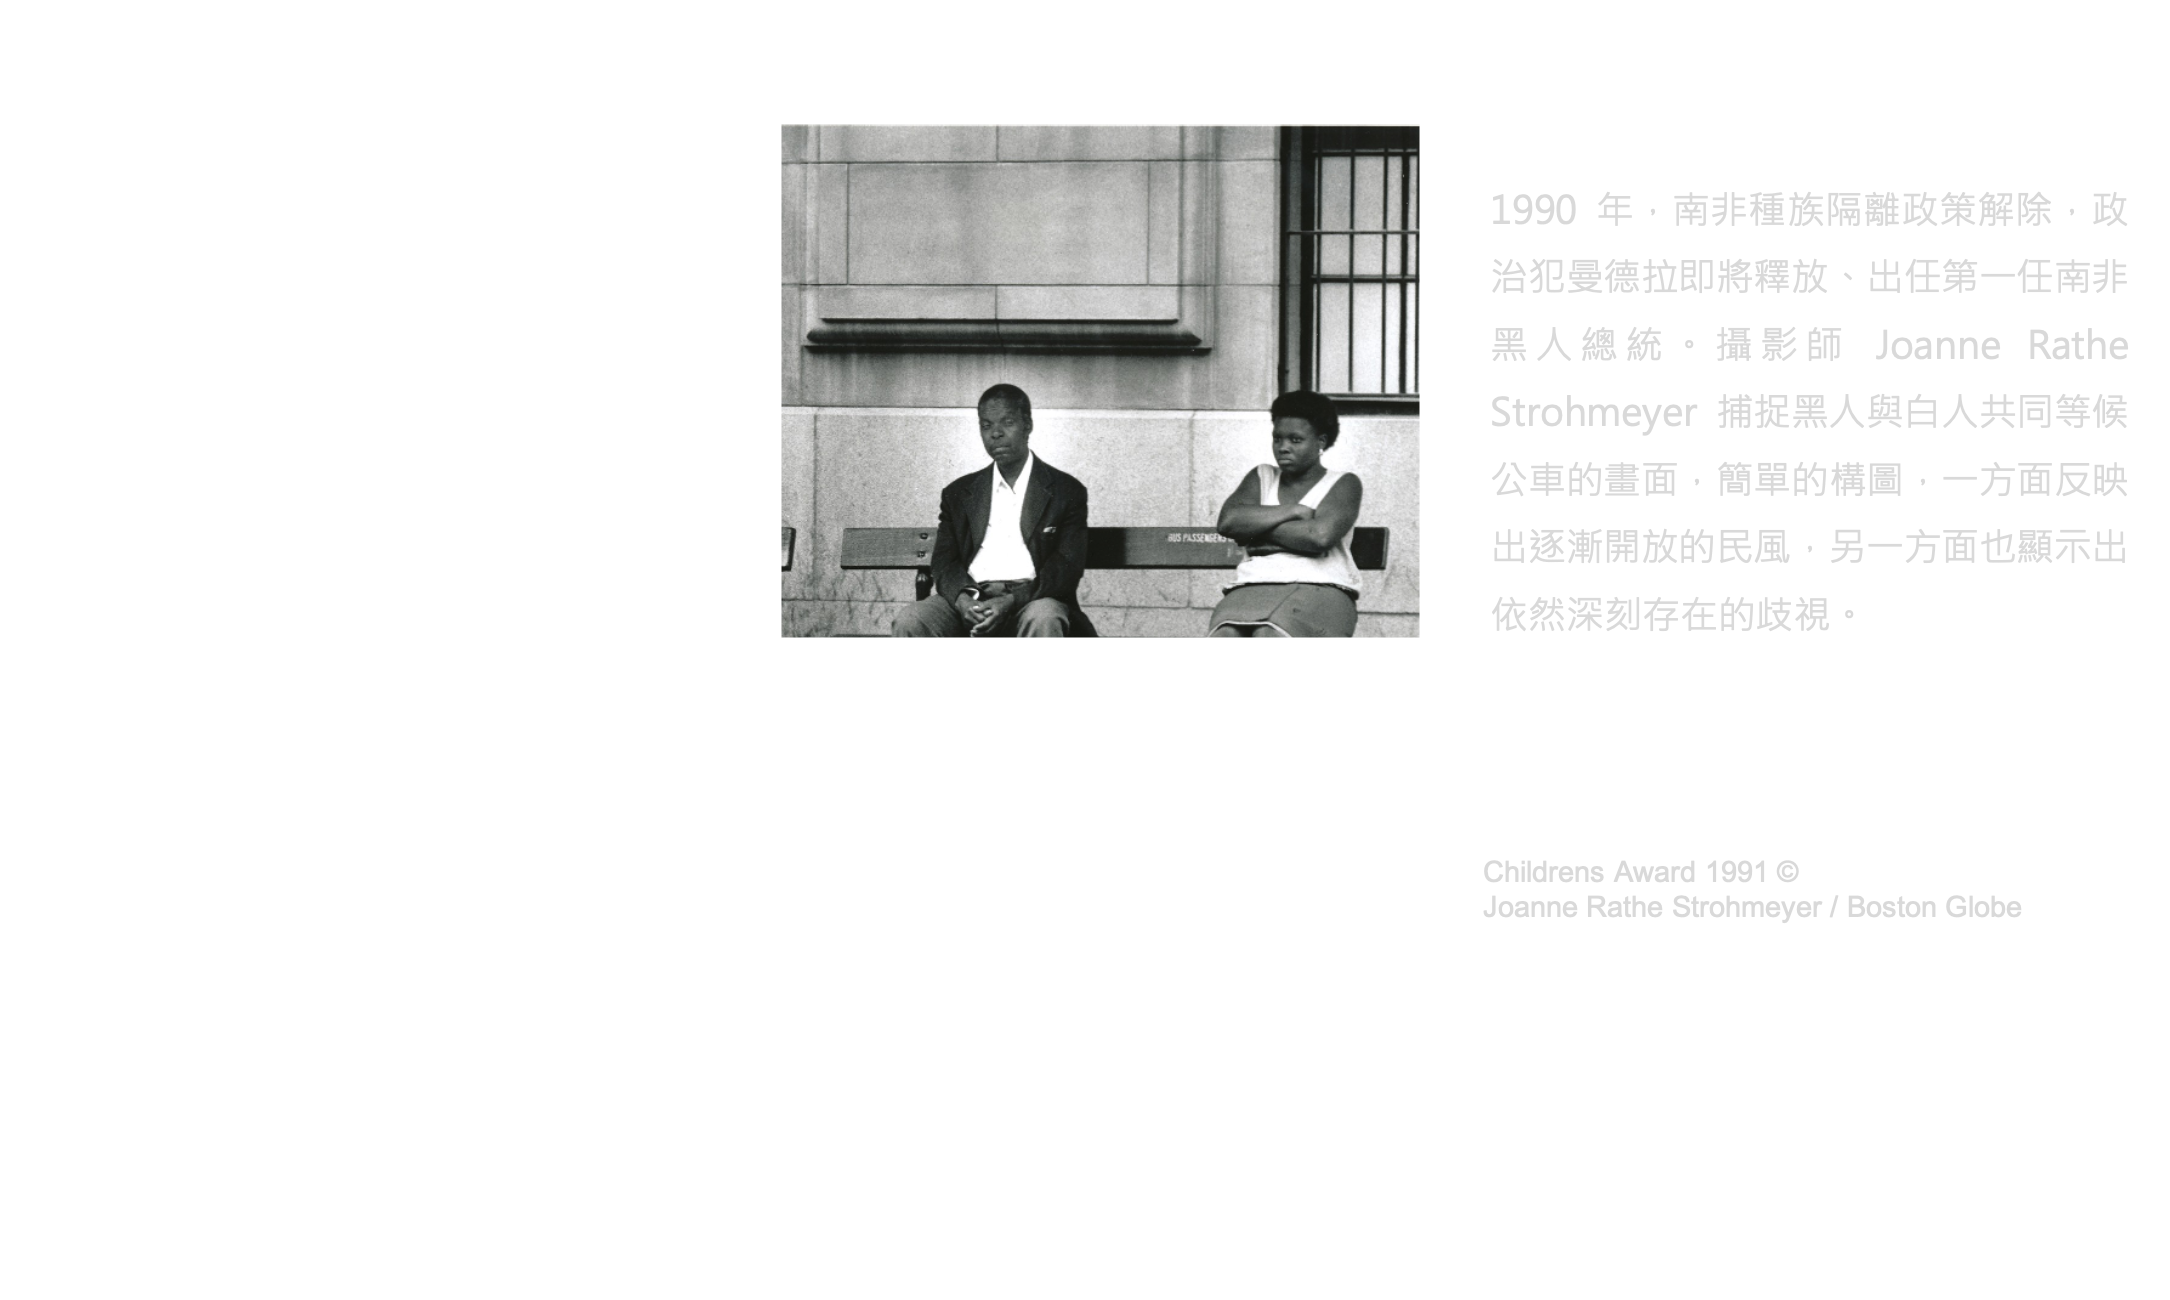 1990 年，南非種族隔離政策解除，政
治犯曼德拉即將釋放、出任第一任南非
黑人總統。攝影師 Joanne Rathe
Strohmeyer 捕捉黑人與白人共同等候
公車的畫面，簡單的構圖，一方面反映
出逐漸開放的民風，另一方面也顯示出
依然深刻存在的歧視。
BUS PASSENGERS
Childrens Award 1991 ©
Joanne Rathe Strohmeyer / Boston Globe